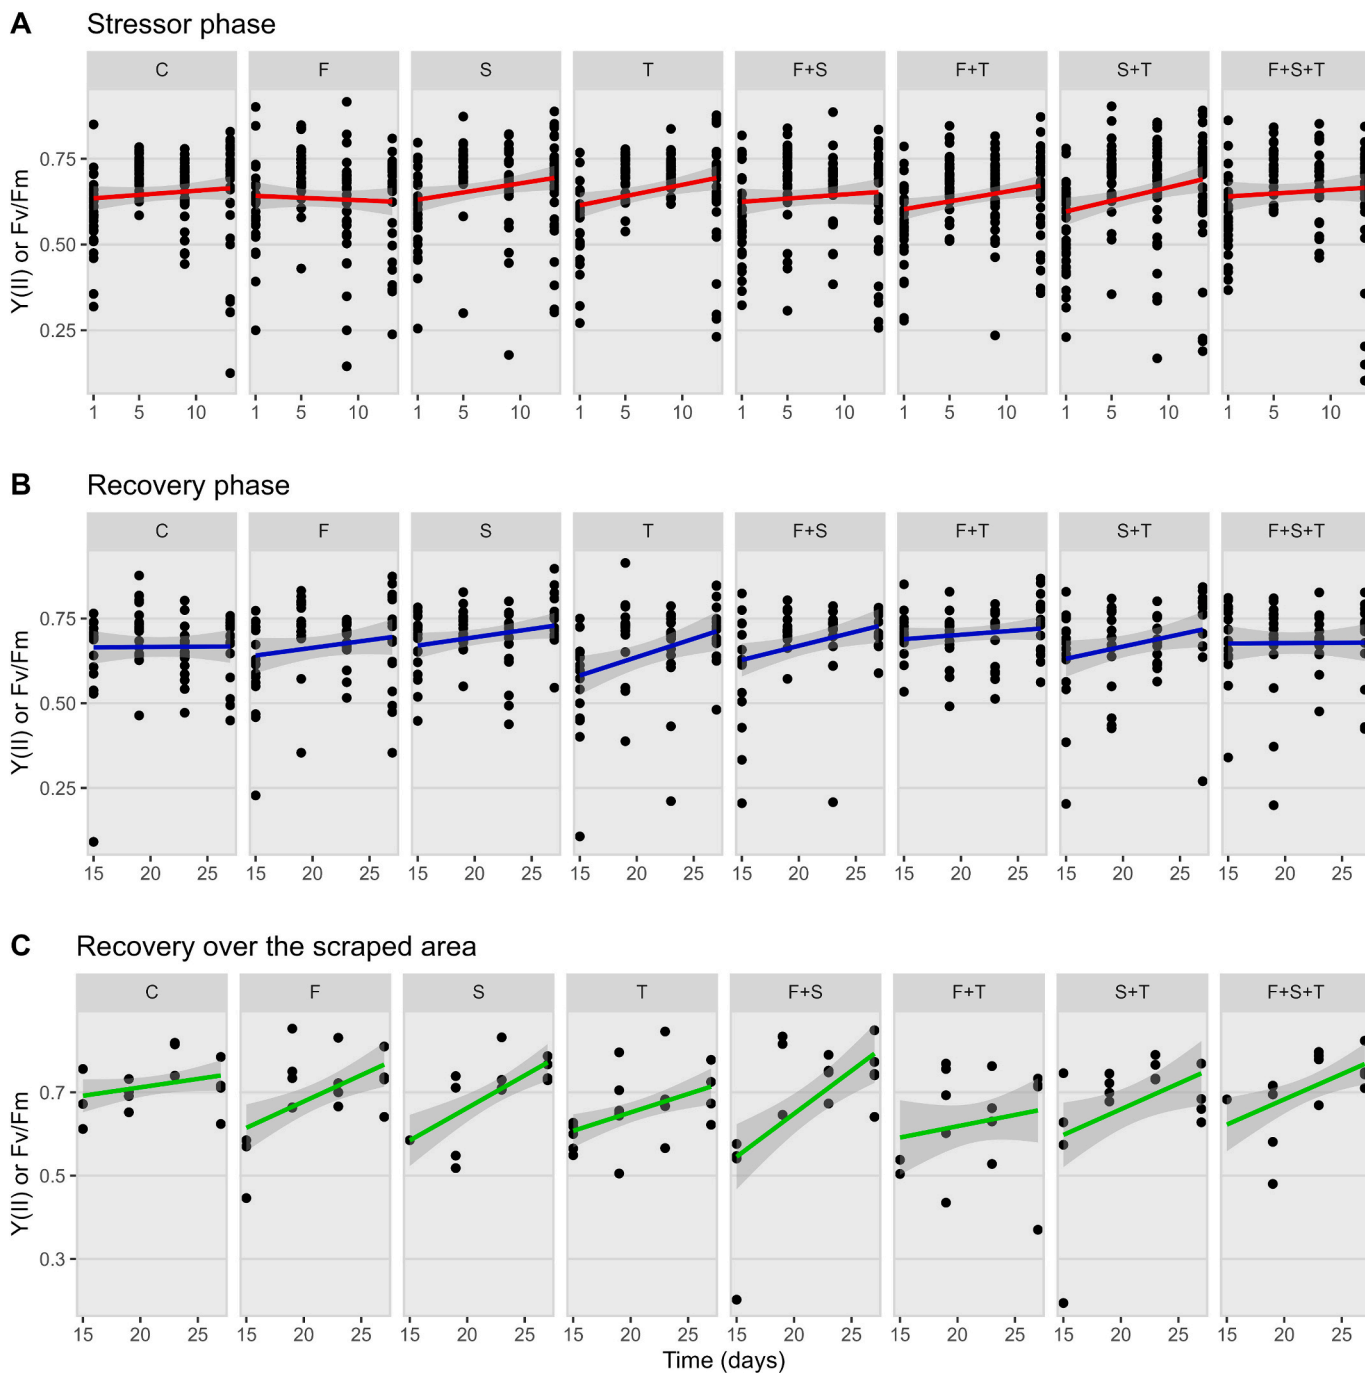 A Stressor phase
C F S T F+S F+T S+T F+S+T
Y(II) or Fv/Fm
0.75
0.50
0.25
1 5 10 1 5 10 1 5 10 1 5 10 1 5 10 1 5 10 1 5 10 1 5 10
B Recovery phase
C F S T F+S F+T S+T F+S+T
Y(II) or Fv/Fm
0.75
0.50
0.25
15 20 25 15 20 25 15 20 25 15 20 25 15 20 25 15 20 25 15 20 25 15 20 25
C Recovery over the scraped area
C F S T F+S F+T S+T F+S+T
Y(II) or Fv/Fm
0.7
0.5
0.3
15 20 25 15 20 25 15 20 25 15 20 25 15 20 25 15 20 25 15 20 25 15 20 25
Time (days)